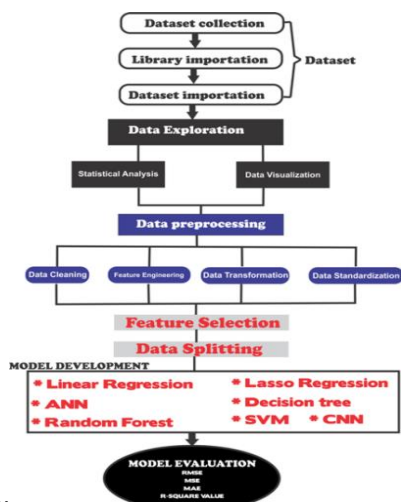 Dataset collection
Library importation
Dataset
Dataset importation
Data Exploration
Statistical Analysis
Data Visualization
Data preprocessing
Data Cleaning
Feature Engineering
Data Transformation
Data Standardization
Feature Selection
Data Splitting
MODEL DEVELOPMENT
* Linear Regression
* Lasso Regression
* ANN
* Decision tree
* Random Forest
* SVM * CNN
MODEL EVALUATION
RMSE
MSE
MAE
R-SQUARE VALUE